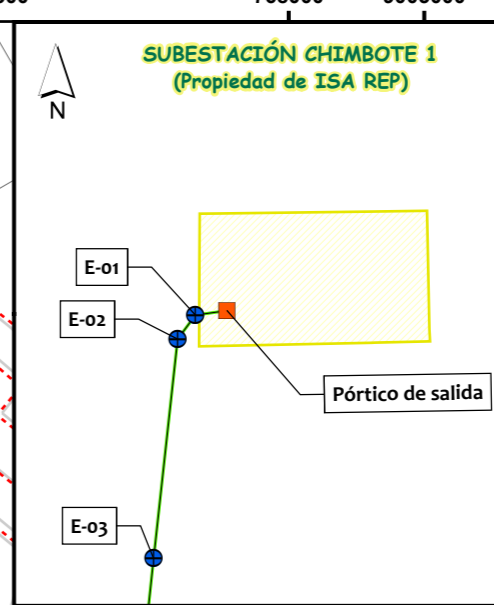 SUBESTACIÓN CHIMBOTE 1
(Propiedad de ISA REP)
N
E-01
E-02
Pórtico de salida
E-03